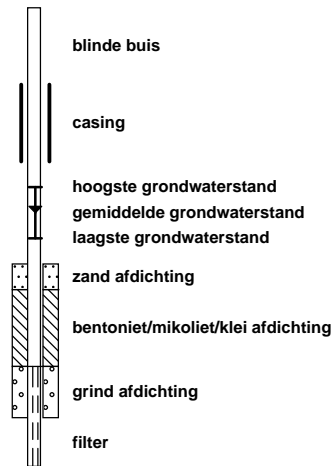 blinde buis
casing
hoogste grondwaterstand
gemiddelde grondwaterstand
laagste grondwaterstand
zand afdichting
bentoniet/mikoliet/klei afdichting
grind afdichting
filter